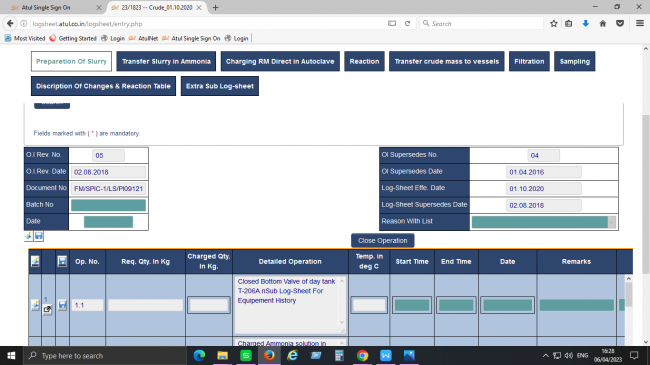 Atul Single Sign On
23/1823 -- Crude_01.10.2020
logsheet.atul.co.in/logsheet/entry.php
Search
Most Visited
Getting Started
Login
AtulNet
Atul Single Sign On
Login
Preparetion Of Slurry
Transfer Slurry in Ammonia
Charging RM Direct in Autoclave
Reaction
Transfer crude mass to vessels
Filtration
Sampling
Discription Of Changes & Reaction Table
Extra Sub Log-sheet
Fields marked with ( * ) are mandatory.
O.I.Rev. No. 05
O.I.Rev. Date 02.08.2018
Document No FM/SPIC-1/LS/PI09121
Batch No
Date
OI Supersedes No. 04
OI Supersedes Date 01.04.2016
Log-Sheet Effe. Date 01.10.2020
Log-Sheet Supersedes Date 02.08.2018
Reason With List
Close Operation
Op. No.
Req. Qty. In Kg
Charged Qty. In Kg.
Detailed Operation
Temp. in deg C
Start Time
End Time
Date
Remarks
1
1.1
Closed Bottom Valve of day tank
T-206A.nSub Log-Sheet For
Equipement History
Charged Ammonia solution in
Type here to search
ENG
16:28
06/04/2023